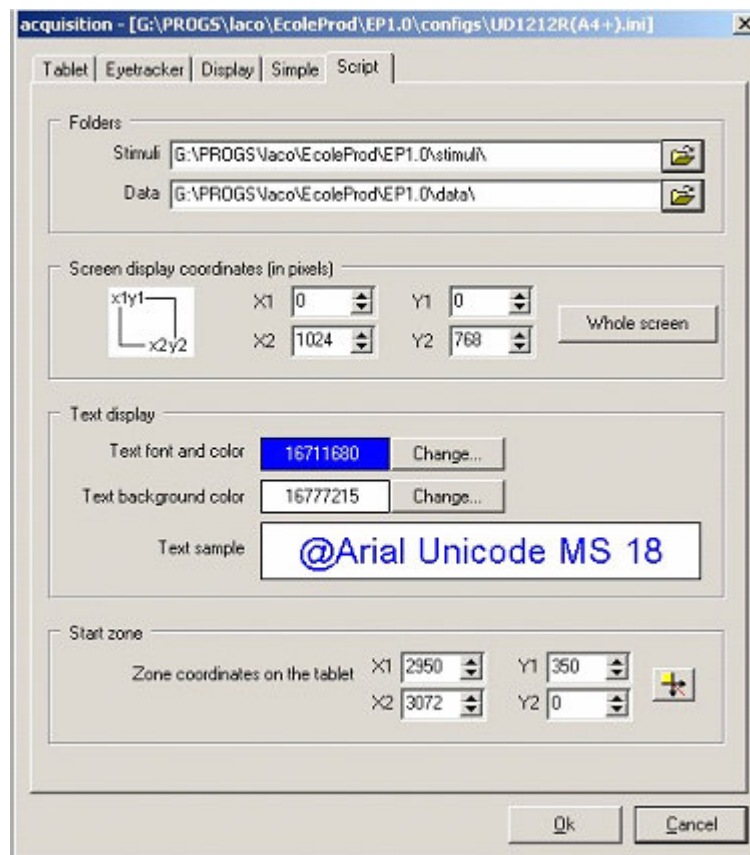 acquisition - [G:\PROGS\laco\EcoleProd\EP1.0\configs\UD1212R(A4+).ini]
Tablet Eyetracker Display Simple Script
Folders
Stimuli G:\PROGS\laco\EcoleProd\EP1.0\stimuli\
Data G:\PROGS\laco\EcoleProd\EP1.0\data\
Screen display coordinates (in pixels)
x1y1 X1 0 Y1 0
Whole screen
x2y2 X2 1024 Y2 768
Text display
Text font and color 16711680 Change...
Text background color 16777215 Change...
Text sample @Arial Unicode MS 18
Start zone
Zone coordinates on the tablet X1 2950 Y1 350
X2 3072 Y2 0
Ok Cancel